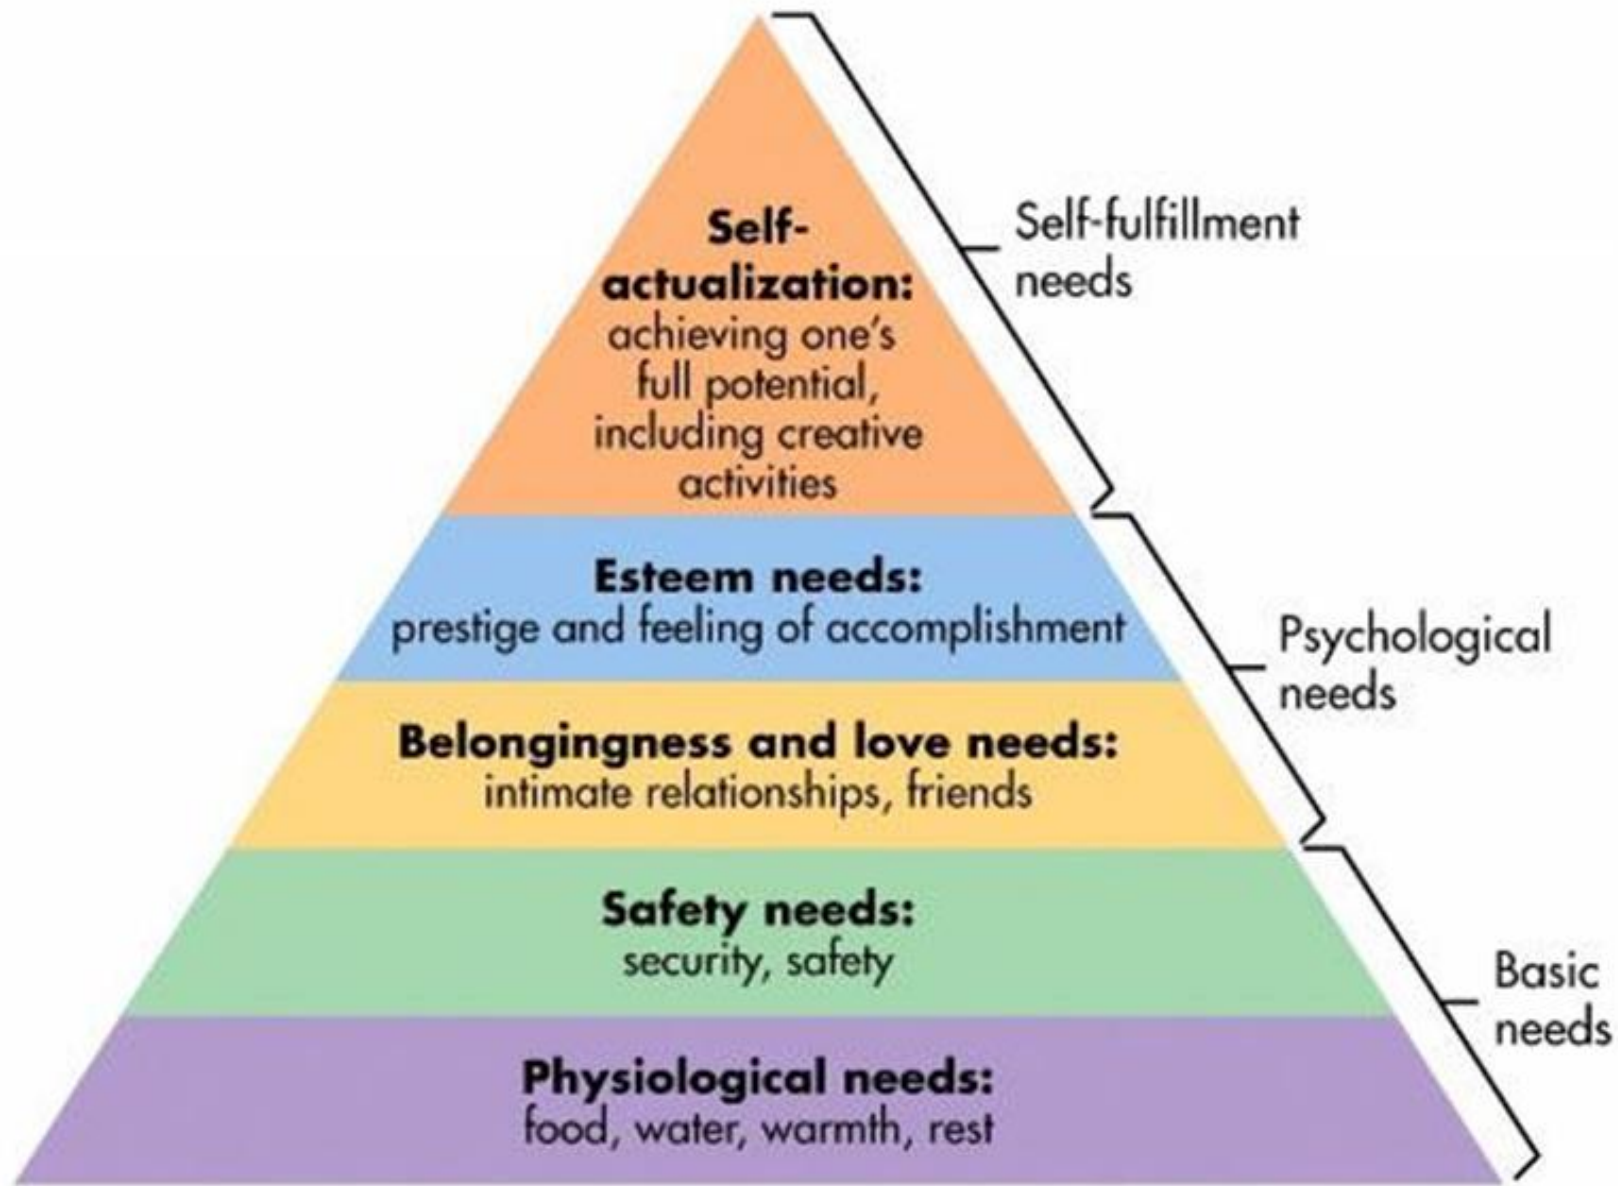 Self-
actualization:
achieving one's
full potential,
including creative
activities
Self-fulfillment
needs
Esteem needs:
prestige and feeling of accomplishment
Psychological
needs
Belongingness and love needs:
intimate relationships, friends
Safety needs:
security, safety
Basic
needs
Physiological needs:
food, water, warmth, rest